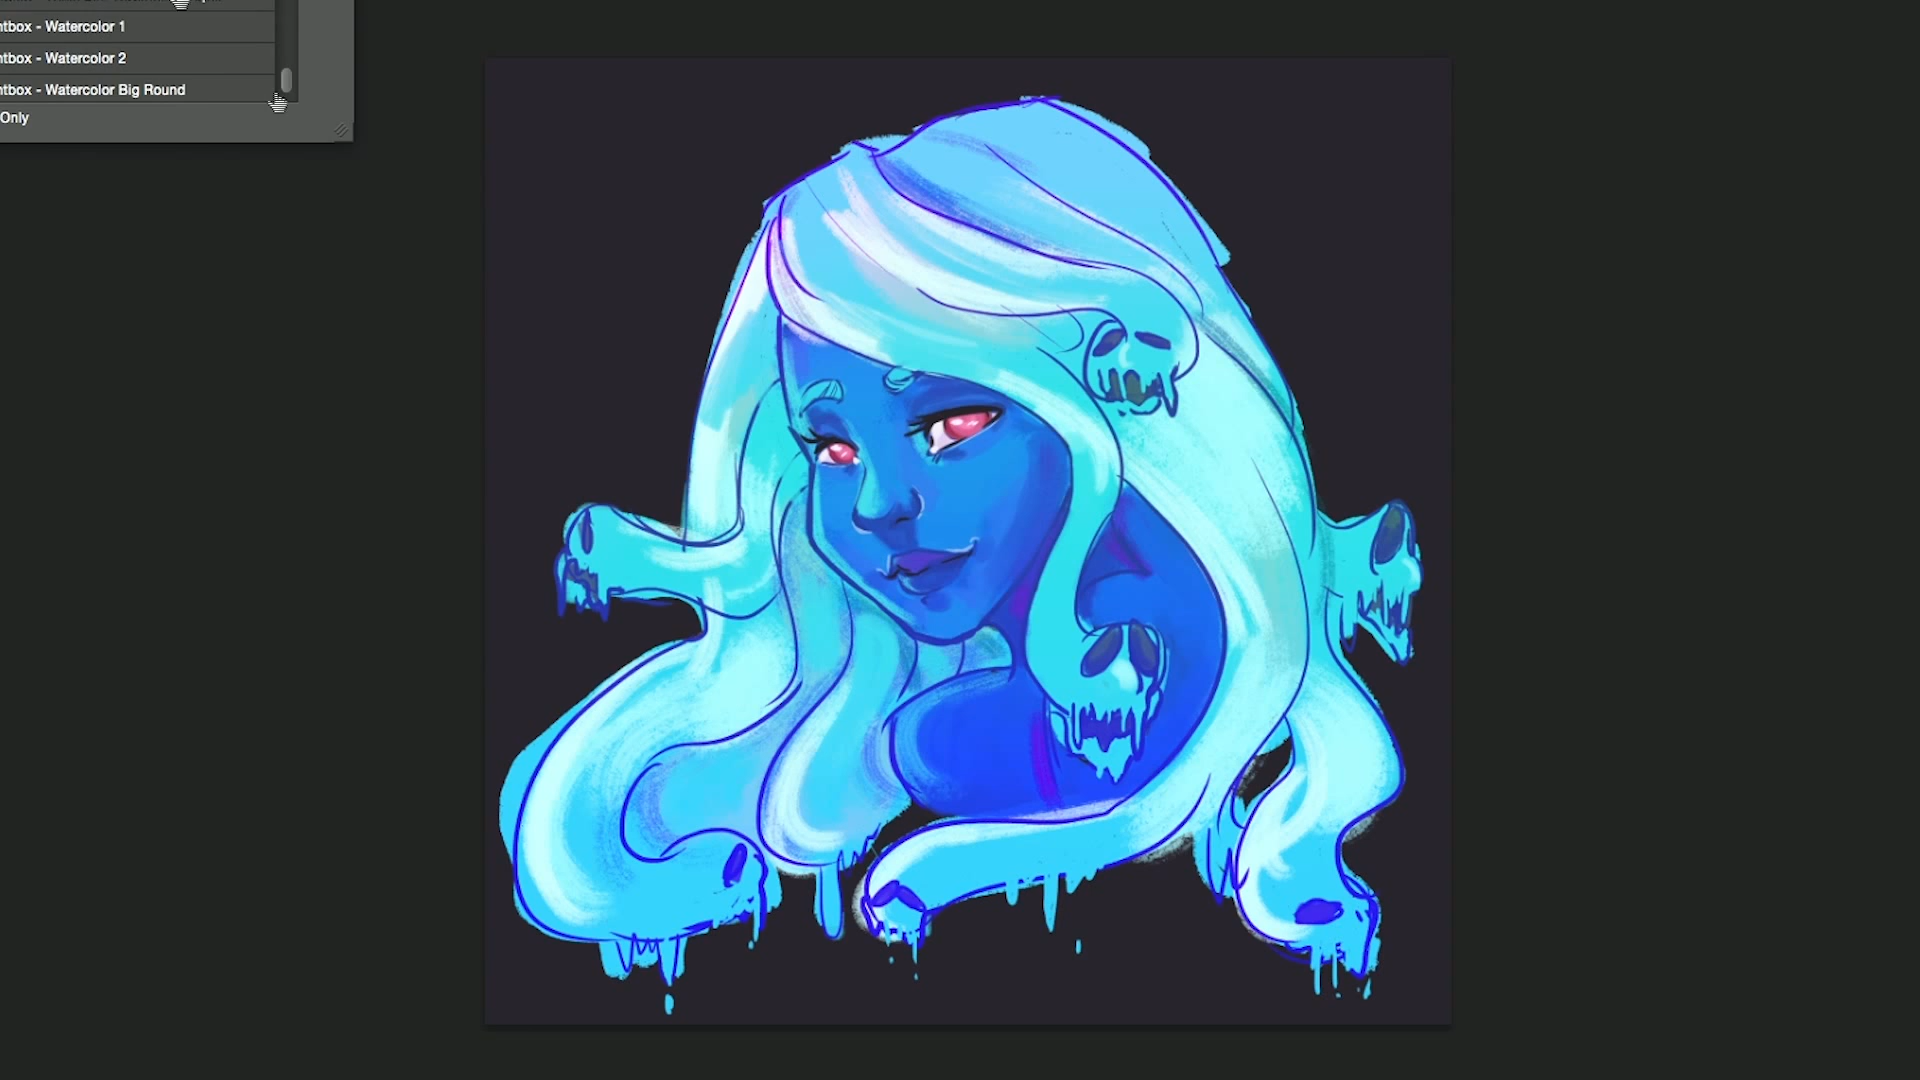 ntbox - Watercolor 1
ntbox - Watercolor 2
ntbox - Watercolor Big Round
Only